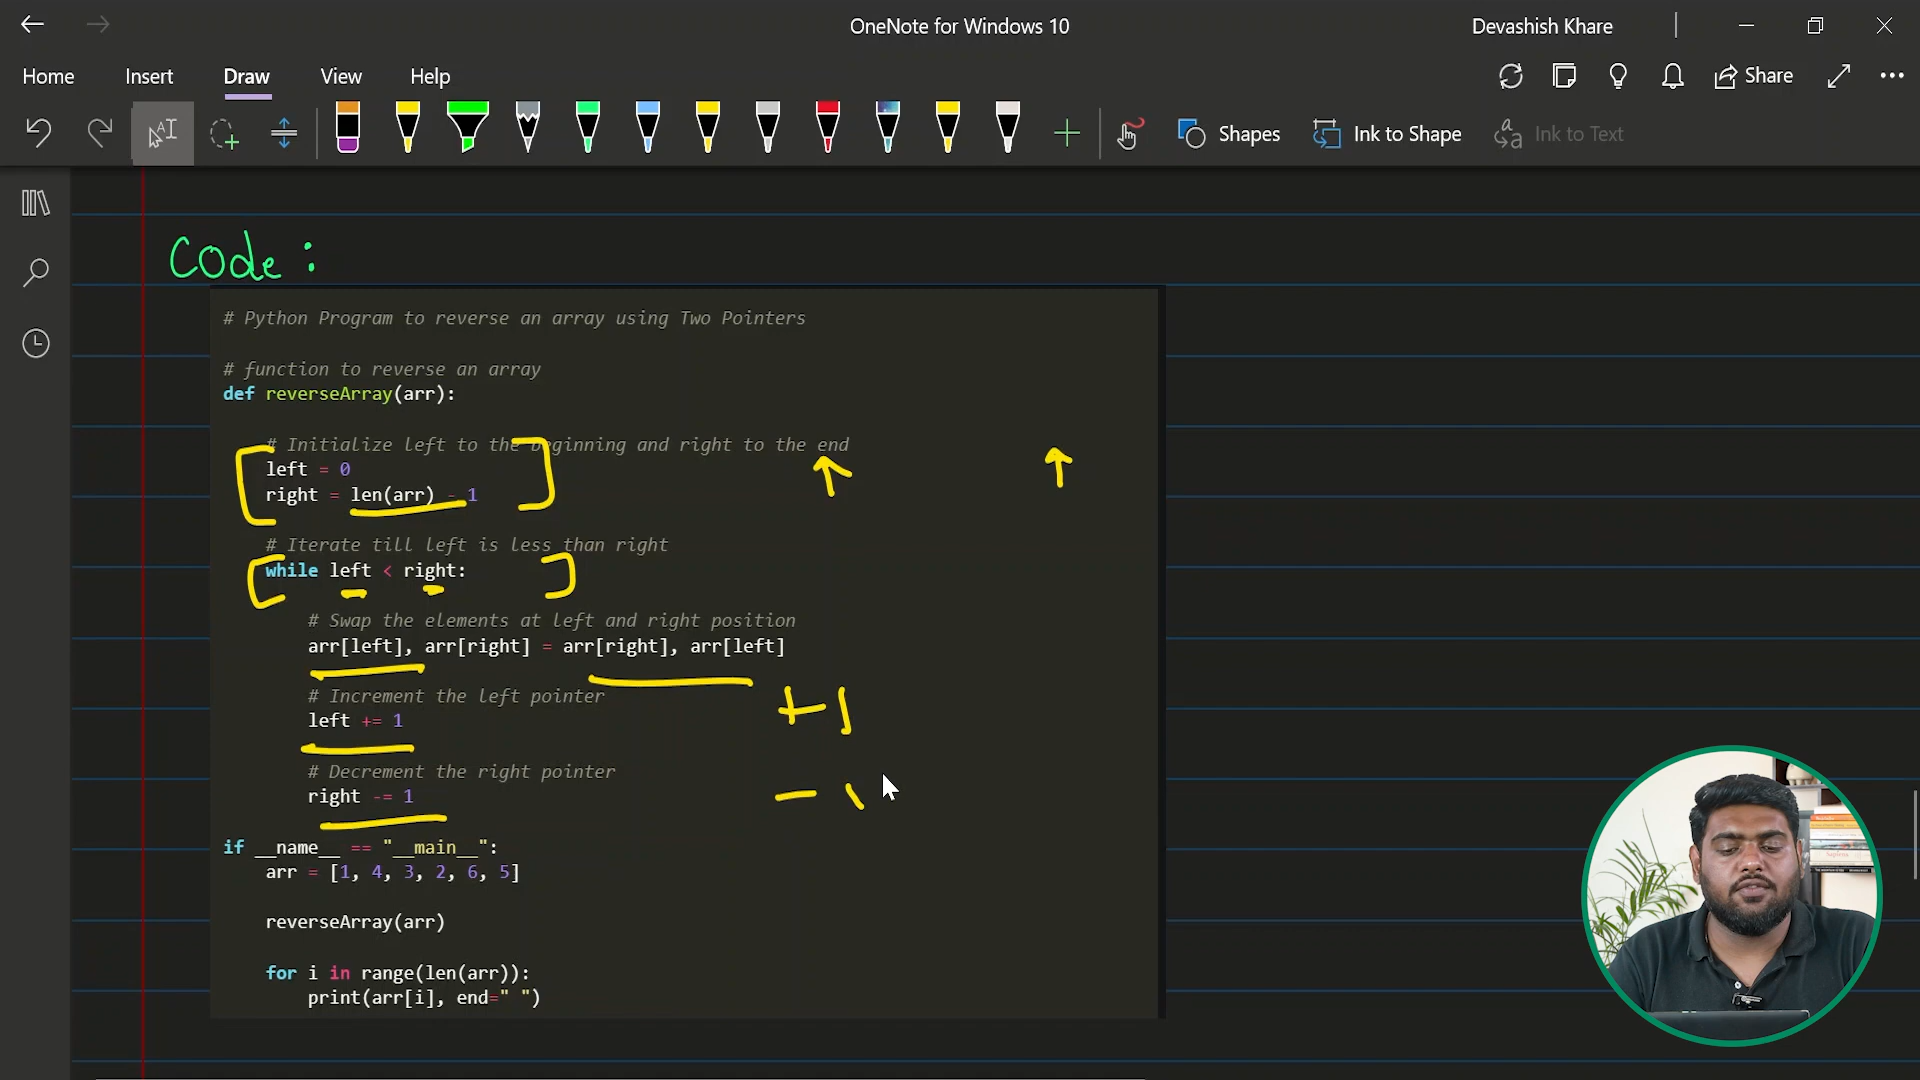 OneNote for Windows 10
Devashish Khare
Home Insert Draw View Help
Share
Shapes
Ink to Shape
Ink to Text
Code :
# Python Program to reverse an array using Two Pointers
# function to reverse an array
def reverseArray(arr):
# Initialize left to the beginning and right to the end
left = 0
right = len(arr) - 1
# Iterate till left is less than right
while left < right:
# Swap the elements at left and right position
arr[left], arr[right] = arr[right], arr[left]
# Increment the left pointer
left += 1
+1
# Decrement the right pointer
right -= 1
- \
if __name__ == "__main__":
arr = [1, 4, 3, 2, 6, 5]
reverseArray(arr)
for i in range(len(arr)):
print(arr[i], end=" ")